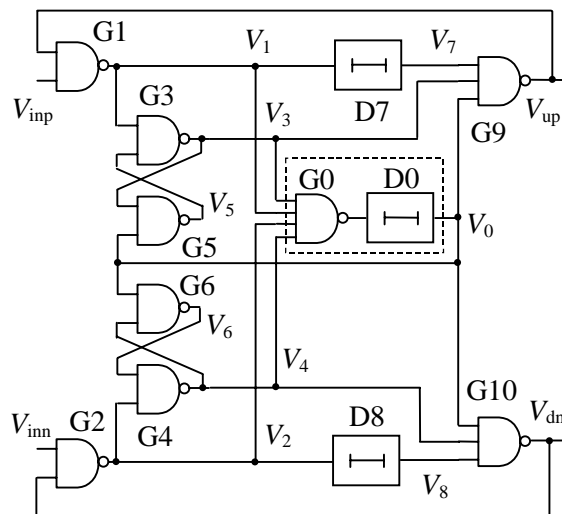 G1 V1 V7
Vinp G3 V3 D7 Vup
G9
G0 D0
V5 V0
G5
G6
V6 V4 G10
Vinn G2 G4 V2 D8 Vdn
V8